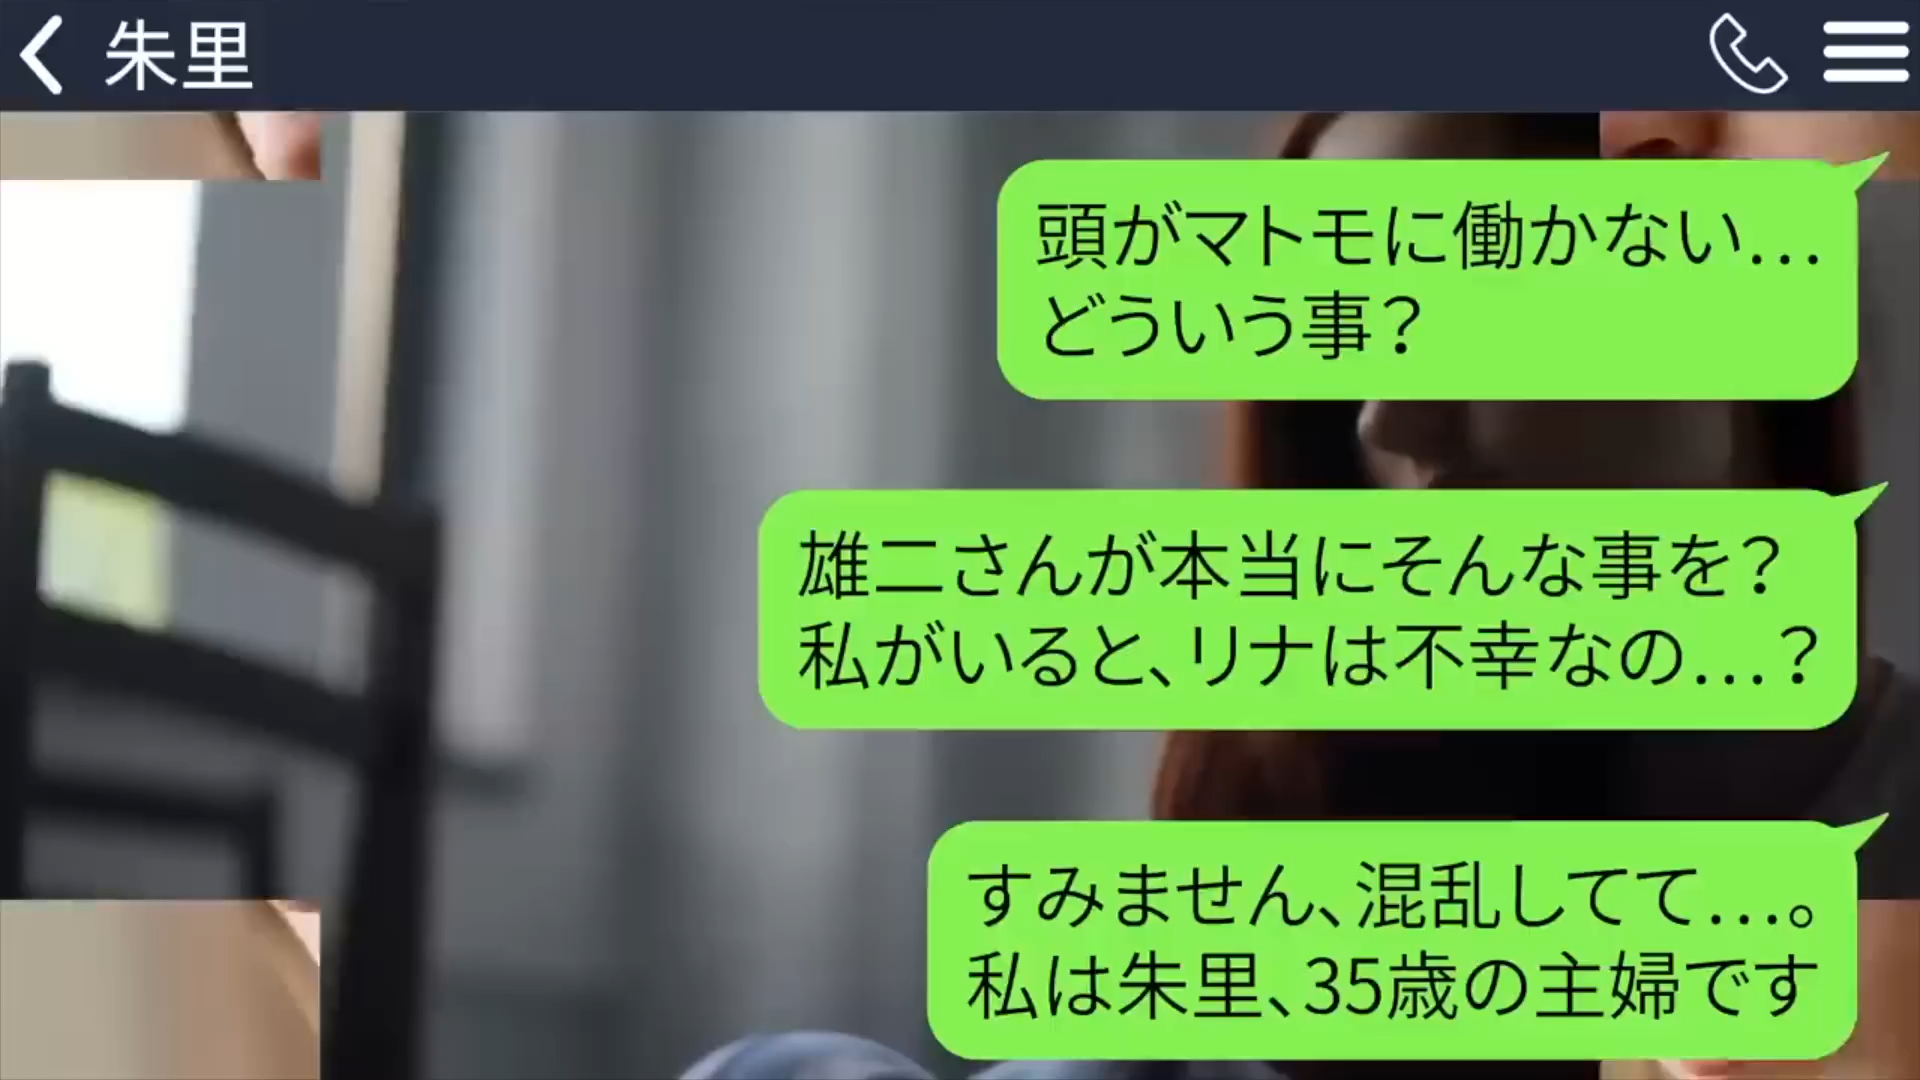 朱里
頭がマトモに働かない…
どういう事？
雄二さんが本当にそんな事を？
私がいると、リナは不幸なの…？
すみません、混乱してて…。
私は朱里、35歳の主婦です